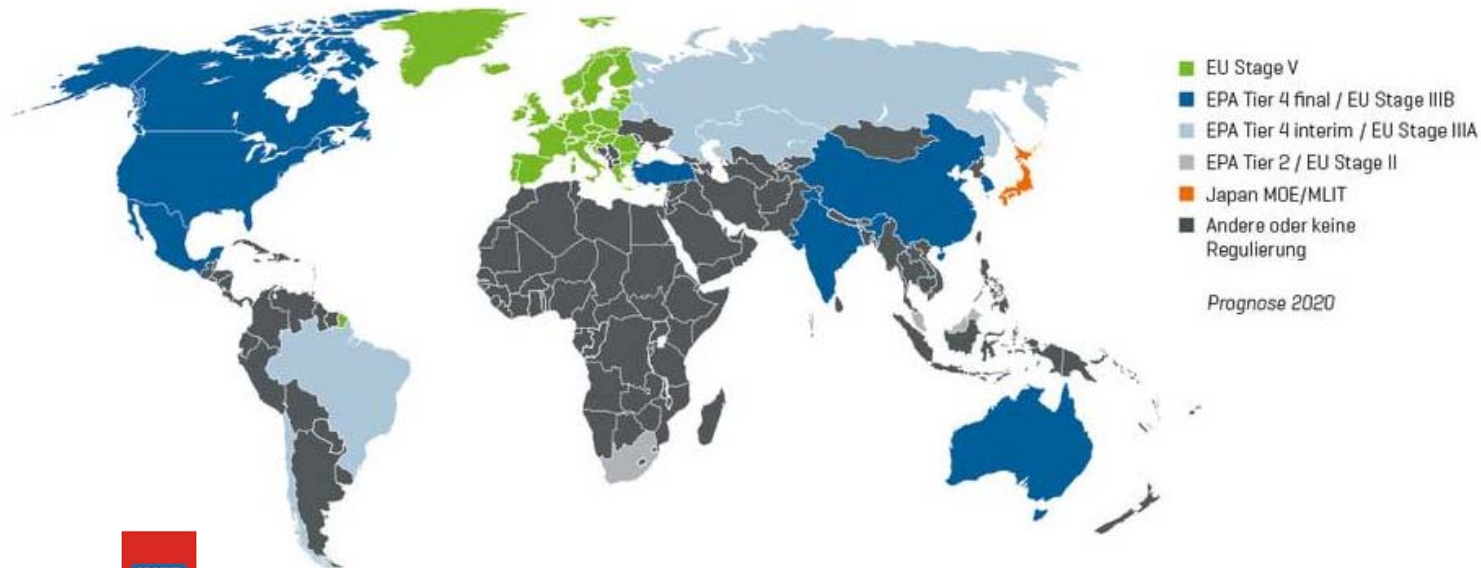 EU Stage V
EPA Tier 4 final / EU Stage IIIB
EPA Tier 4 interim / EU Stage IIIA
EPA Tier 2 / EU Stage II
Japan MOE/MLIT
Andere oder keine
Regulierung
Prognose 2020